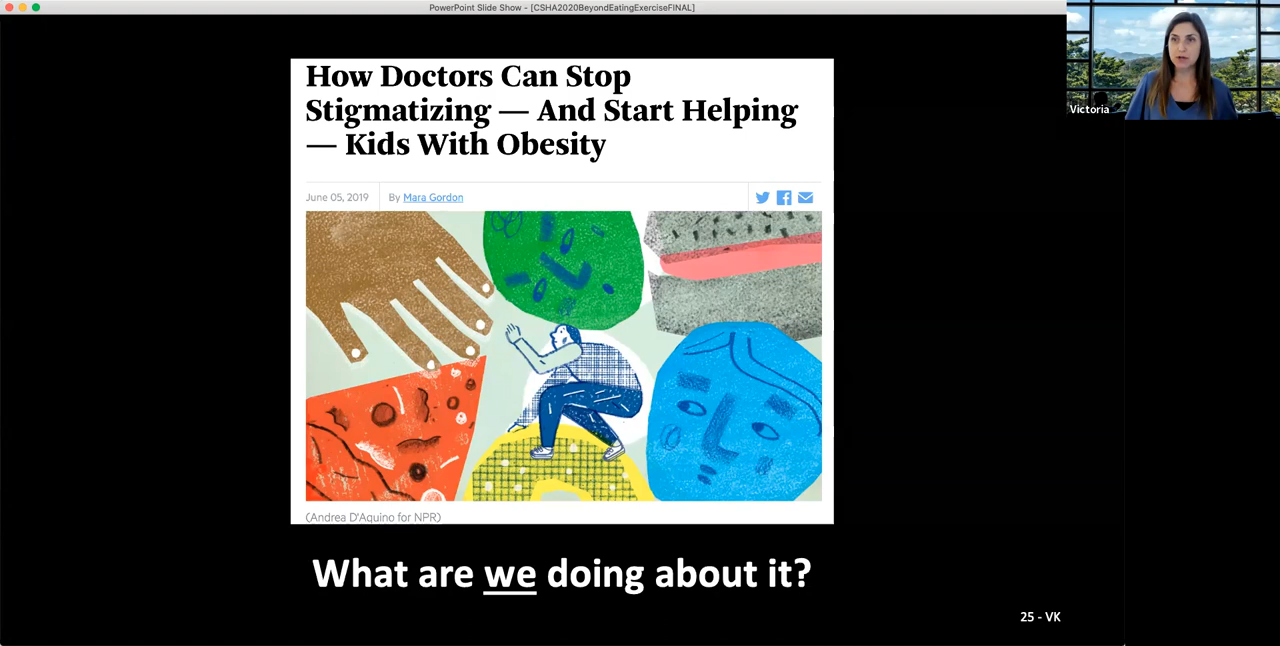 PowerPoint Slide Show - [CSHA2020BeyondEatingExerciseFINAL]
Victoria
How Doctors Can Stop
Stigmatizing — And Start Helping
— Kids With Obesity
June 05, 2019
By Mara Gordon
(Andrea D'Aquino for NPR)
What are we doing about it?
25 - VK